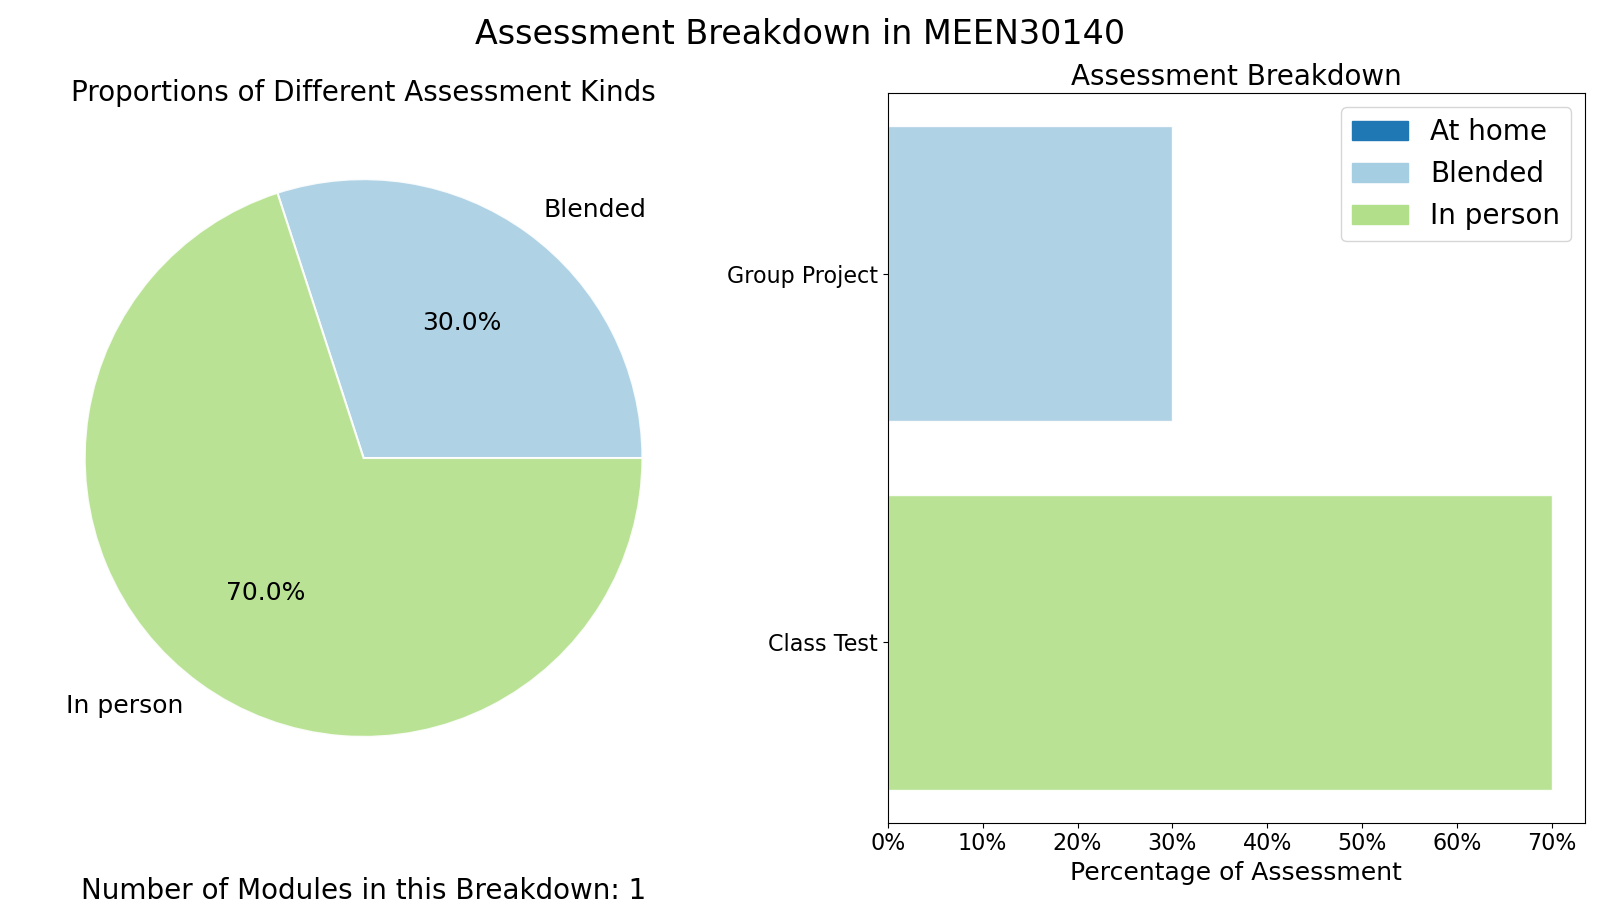 Assessment Breakdown in MEEN30140
Proportions of Different Assessment Kinds
Blended
30.0%
70.0%
In person
Number of Modules in this Breakdown: 1
Assessment Breakdown
At home
Blended
In person
Group Project
Class Test
0% 10% 20% 30% 40% 50% 60% 70%
Percentage of Assessment